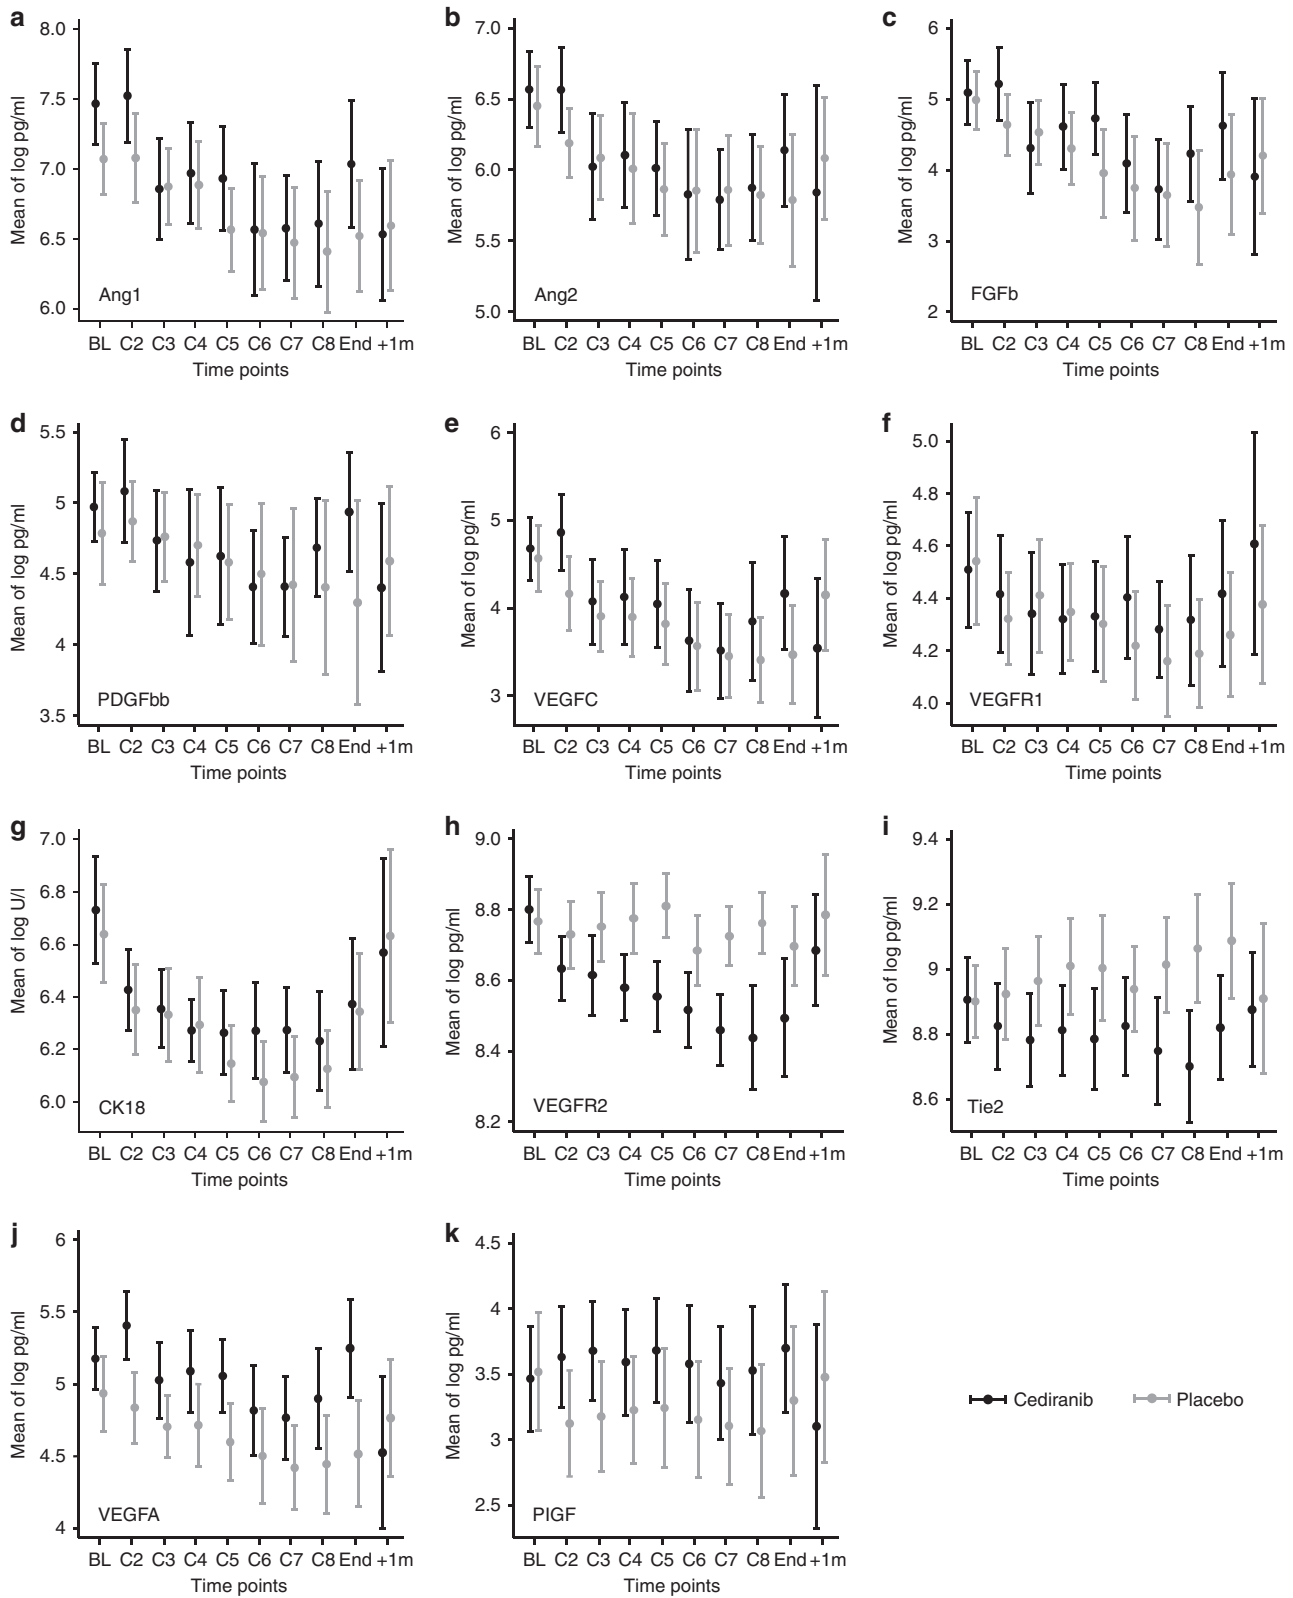 a
8.0
7.5
7.0
6.5
6.0
Mean of log pg/ml
Ang1
BL C2 C3 C4 C5 C6 C7 C8 End +1m
Time points
b
7.0
6.5
6.0
5.5
5.0
Mean of log pg/ml
Ang2
BL C2 C3 C4 C5 C6 C7 C8 End +1m
Time points
c
6
5
4
3
2
Mean of log pg/ml
FGFb
BL C2 C3 C4 C5 C6 C7 C8 End +1m
Time points
d
5.5
5
4.5
4
3.5
Mean of log pg/ml
PDGFbb
BL C2 C3 C4 C5 C6 C7 C8 End +1m
Time points
e
6
5
4
3
Mean of log pg/ml
VEGFC
BL C2 C3 C4 C5 C6 C7 C8 End +1m
Time points
f
5.0
4.8
4.6
4.4
4.2
4.0
Mean of log pg/ml
VEGFR1
BL C2 C3 C4 C5 C6 C7 C8 End +1m
Time points
g
7.0
6.8
6.6
6.4
6.2
6.0
Mean of log U/l
CK18
BL C2 C3 C4 C5 C6 C7 C8 End +1m
Time points
h
9.0
8.8
8.6
8.4
8.2
Mean of log pg/ml
VEGFR2
BL C2 C3 C4 C5 C6 C7 C8 End +1m
Time points
i
9.4
9.2
9
8.8
8.6
Mean of log pg/ml
Tie2
BL C2 C3 C4 C5 C6 C7 C8 End +1m
Time points
j
6
5.5
5
4.5
4
Mean of log pg/ml
VEGFA
BL C2 C3 C4 C5 C6 C7 C8 End +1m
Time points
k
4.5
4
3.5
3
2.5
Mean of log pg/ml
PIGF
BL C2 C3 C4 C5 C6 C7 C8 End +1m
Time points
Cediranib Placebo